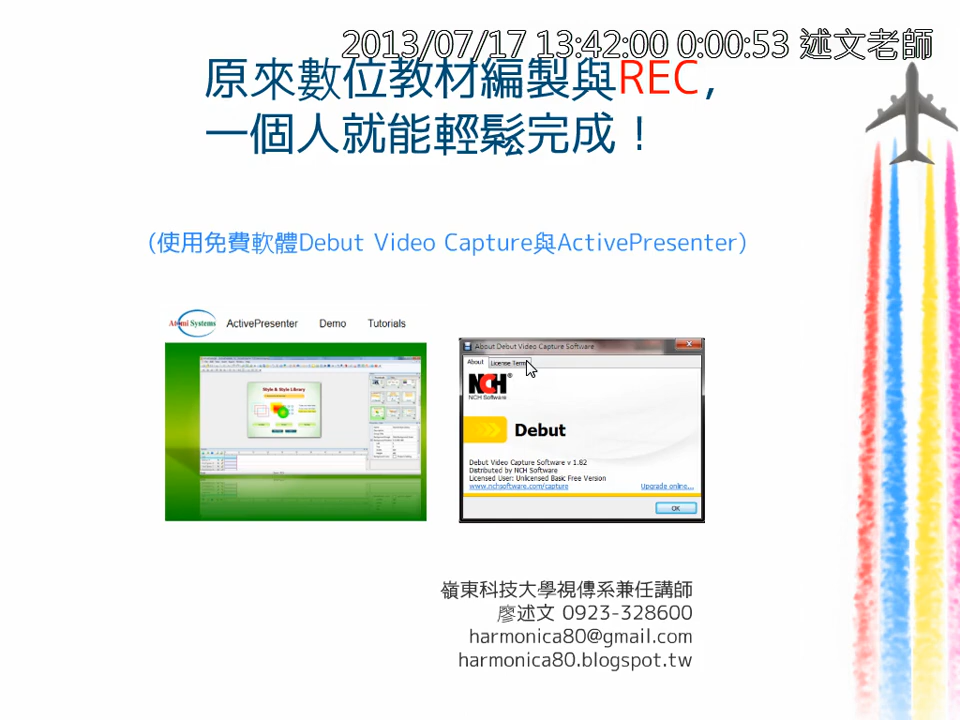 2013/07/17 13:42:00 0:00:53 述文老師
原來數位教材編製與REC,
一個人就能輕鬆完成！
(使用免費軟體Debut Video Capture與ActivePresenter)
Atomi Systems ActivePresenter Demo Tutorials
Style & Style Library
About Debut Video Capture Software
About License Terms
NCH®
NCH Software
Debut
Debut Video Capture Software v 1.82
Distributed by NCH Software
Licensed User: Unlicensed Basic Free Version
www.nchsoftware.com/capture Upgrade online...
OK
嶺東科技大學視傳系兼任講師
廖述文 0923-328600
harmonica80@gmail.com
harmonica80.blogspot.tw